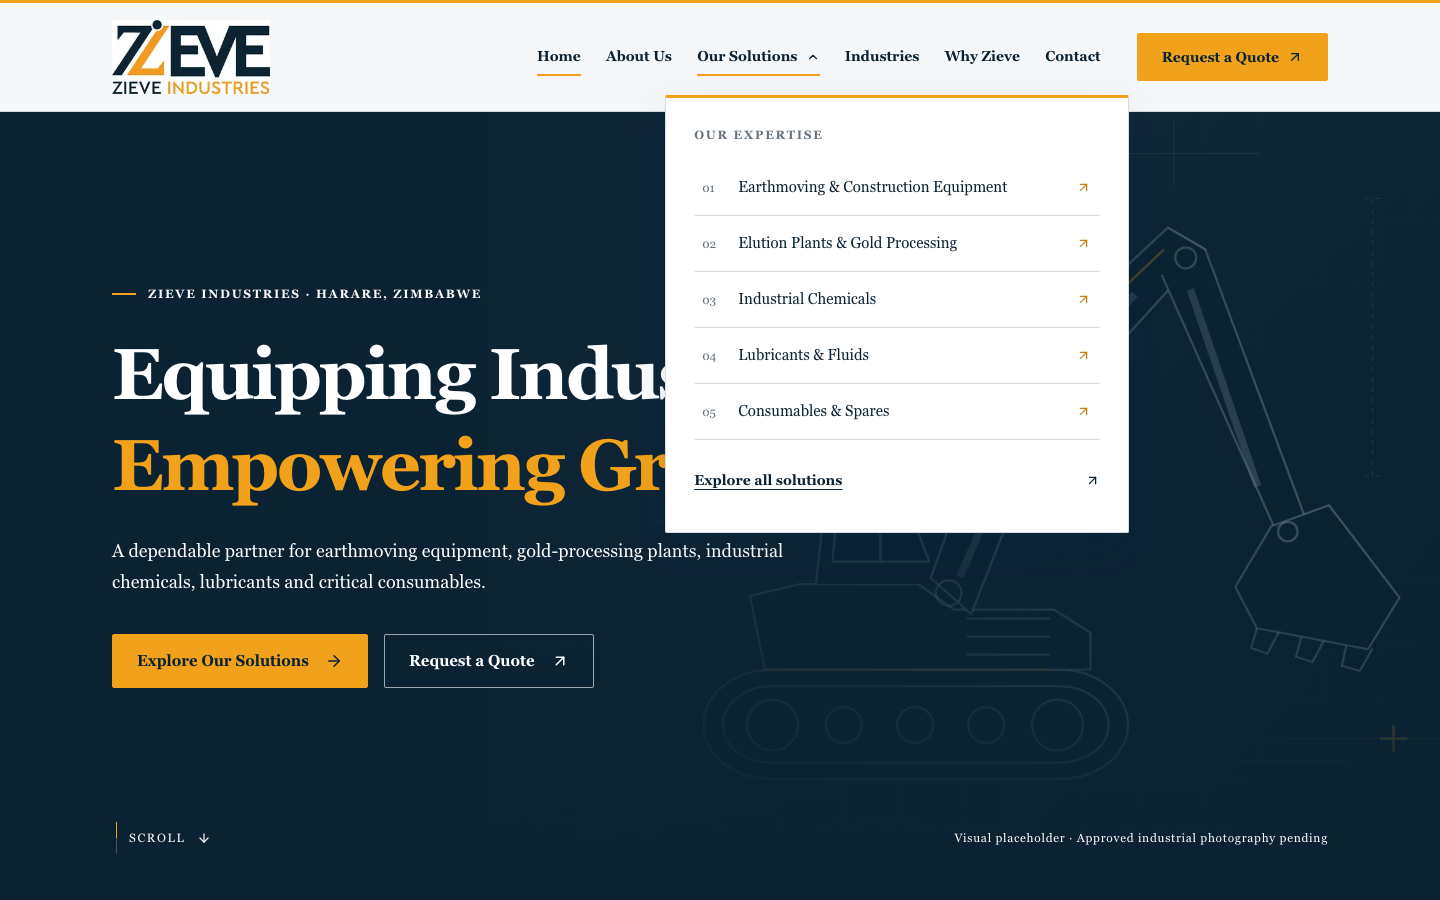 ZIEVE
ZIEVE INDUSTRIES
Home
About Us
Our Solutions
Industries
Why Zieve
Contact
Request a Quote
OUR EXPERTISE
01 Earthmoving & Construction Equipment
02 Elution Plants & Gold Processing
03 Industrial Chemicals
04 Lubricants & Fluids
05 Consumables & Spares
Explore all solutions
ZIEVE INDUSTRIES · HARARE, ZIMBABWE
Equipping Indus
Empowering Gr
A dependable partner for earthmoving equipment, gold-processing plants, industrial
chemicals, lubricants and critical consumables.
Explore Our Solutions
Request a Quote
SCROLL
Visual placeholder · Approved industrial photography pending